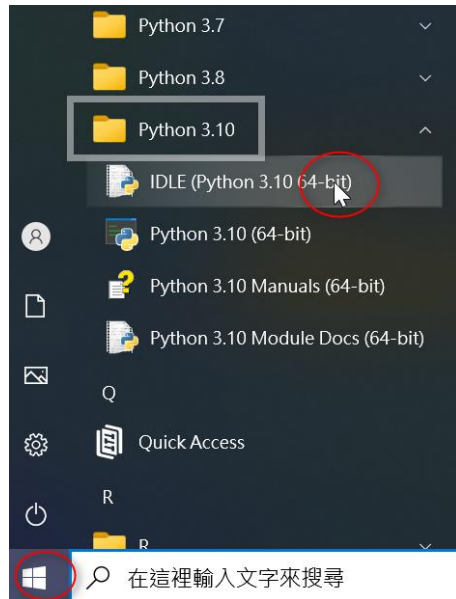 Python 3.7
Python 3.8
Python 3.10
IDLE (Python 3.10 64-bit)
Python 3.10 (64-bit)
Python 3.10 Manuals (64-bit)
Python 3.10 Module Docs (64-bit)
Q
Quick Access
R
R
在這裡輸入文字來搜尋